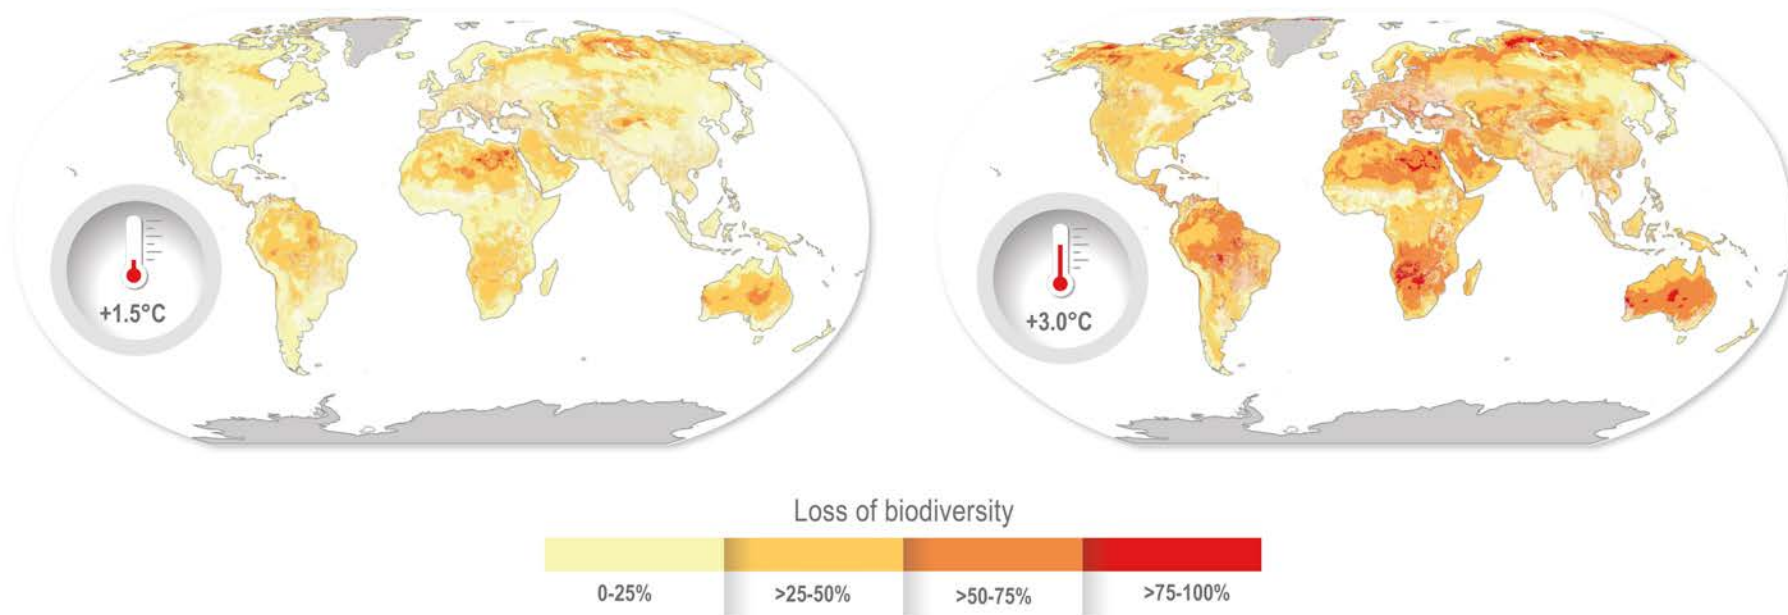 +1.5°C
+3.0°C
Loss of biodiversity
0-25%
>25-50%
>50-75%
>75-100%